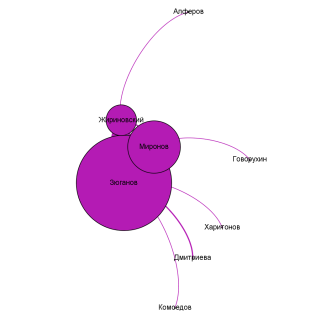 Алферов
Жириновский
Миронов
Говорухин
Зюганов
Харитонов
Дмитриева
Комоедов